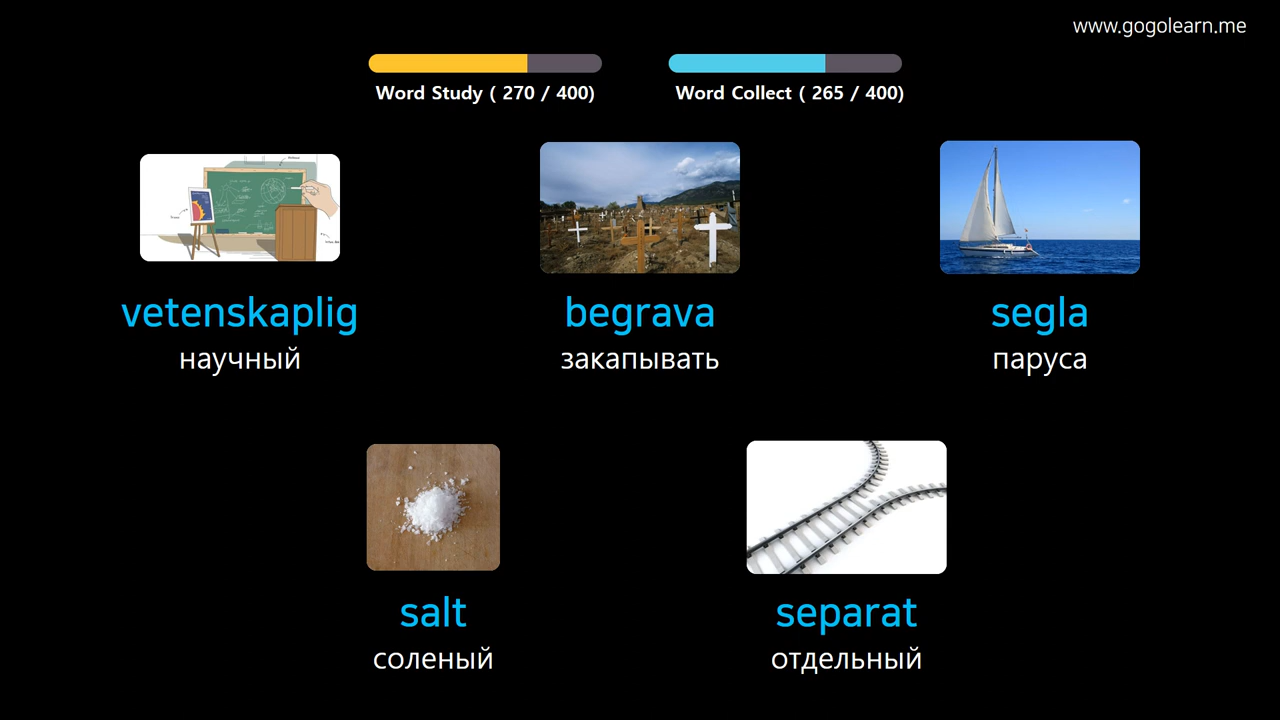 www.gogolearn.me
Word Study ( 270 / 400)
Word Collect ( 265 / 400)
vetenskaplig
научный
begrava
закапывать
segla
паруса
salt
соленый
separat
отдельный